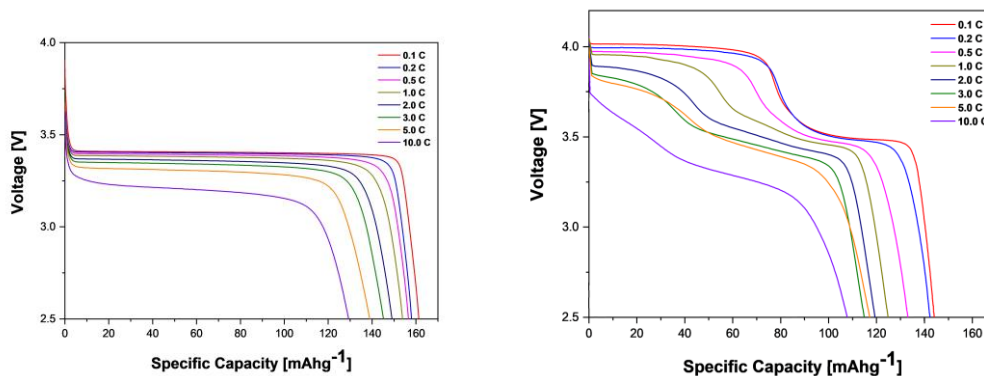 4.0
3.5
3.0
2.5
Voltage [V]
0 20 40 60 80 100 120 140 160
Specific Capacity [mAhg-1]
0.1 C
0.2 C
0.5 C
1.0 C
2.0 C
3.0 C
5.0 C
10.0 C
4.0
3.5
3.0
2.5
Voltage [V]
0 20 40 60 80 100 120 140 160
Specific Capacity [mAhg-1]
0.1 C
0.2 C
0.5 C
1.0 C
2.0 C
3.0 C
5.0 C
10.0 C